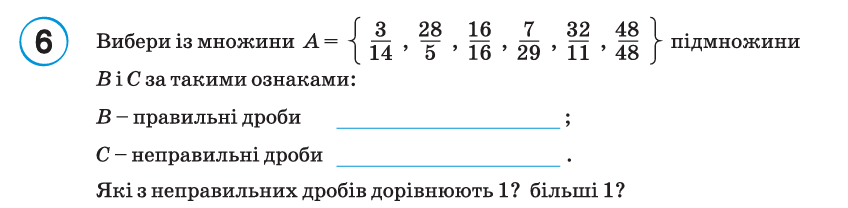 6 Вибери із множини A = { 3/14 , 28/5 , 16/16 , 7/29 , 32/11 , 48/48 } підмножини
B і C за такими ознаками:
B – правильні дроби ;
C – неправильні дроби .
Які з неправильних дробів дорівнюють 1? більші 1?